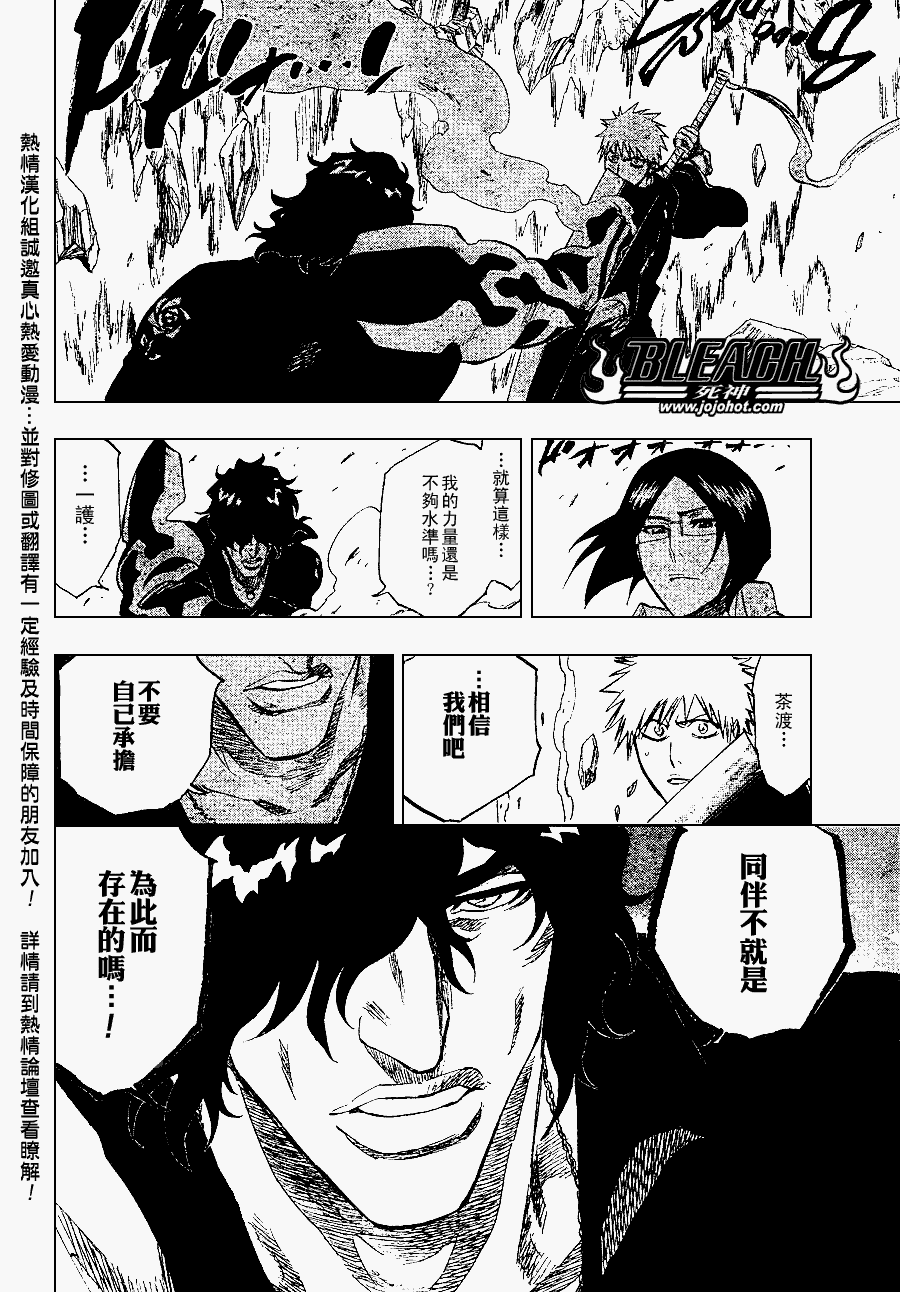 BLEACH
死神
www.jojohot.com
…就算這樣…
我的力量還是
不夠水準嗎…?
…一護…
茶渡…
…相信
我們吧
不要
自己承擔
同伴不就是
為此而
存在的嗎…!
熱情漢化組誠邀真心熱愛動漫…並對修圖或翻譯有一定經驗及時間保障的朋友加入! 詳情請到熱情論壇查看瞭解!